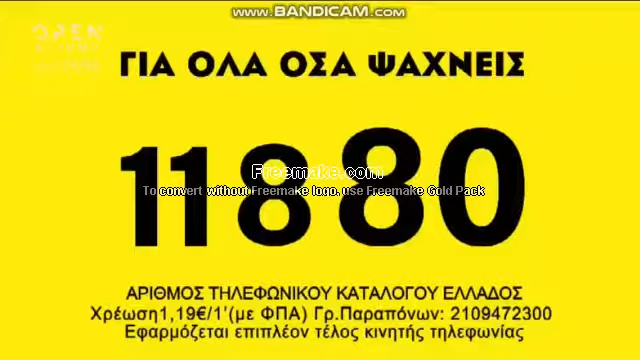 www.BANDICAM.com
OPEN
ΓΙΑ ΟΛΑ ΟΣΑ ΨΑΧΝΕΙΣ
11880
Freemake.com
To convert without Freemake logo, use Freemake Gold Pack
ΑΡΙΘΜΟΣ ΤΗΛΕΦΩΝΙΚΟΥ ΚΑΤΑΛΟΓΟΥ ΕΛΛΑΔΟΣ
Χρέωση1,19€/1'(με ΦΠΑ) Γρ.Παραπόνων: 2109472300
Εφαρμόζεται επιπλέον τέλος κινητής τηλεφωνίας